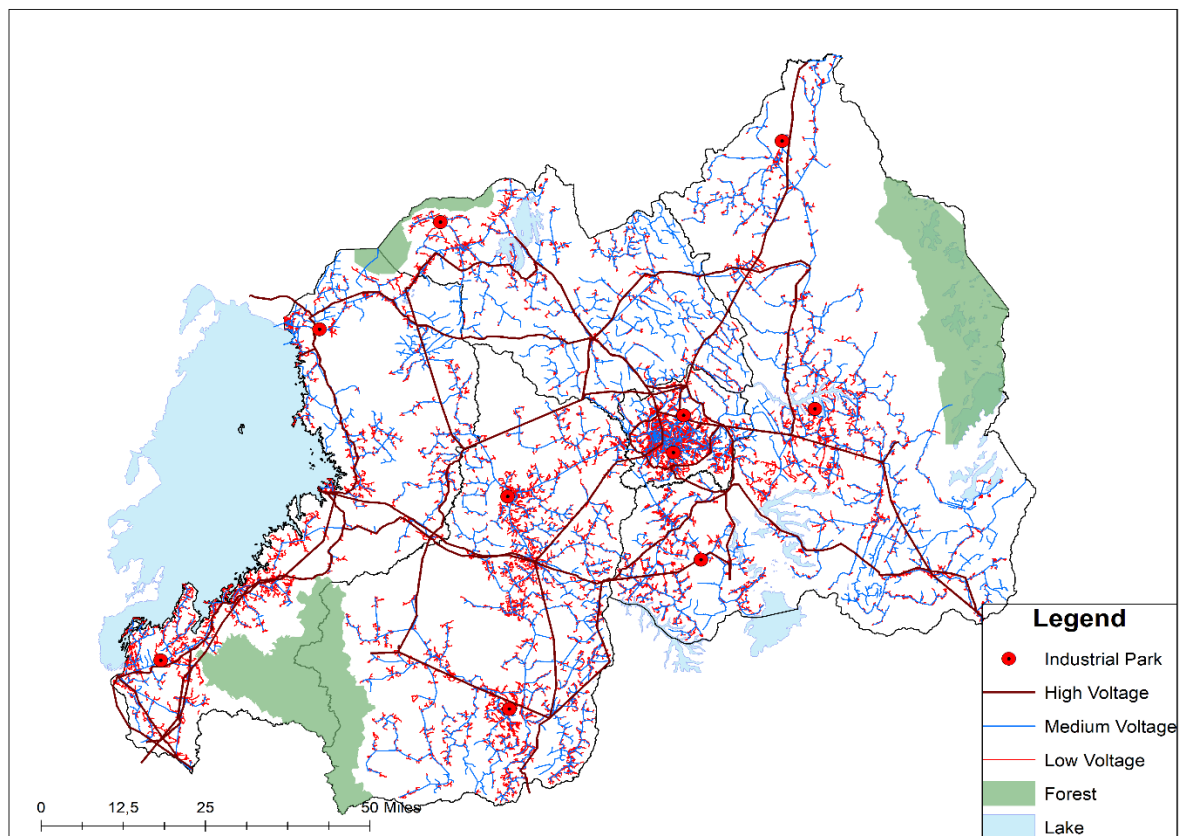 Legend
Industrial Park
High Voltage
Medium Voltage
Low Voltage
Forest
Lake
0 12,5 25 50 Miles